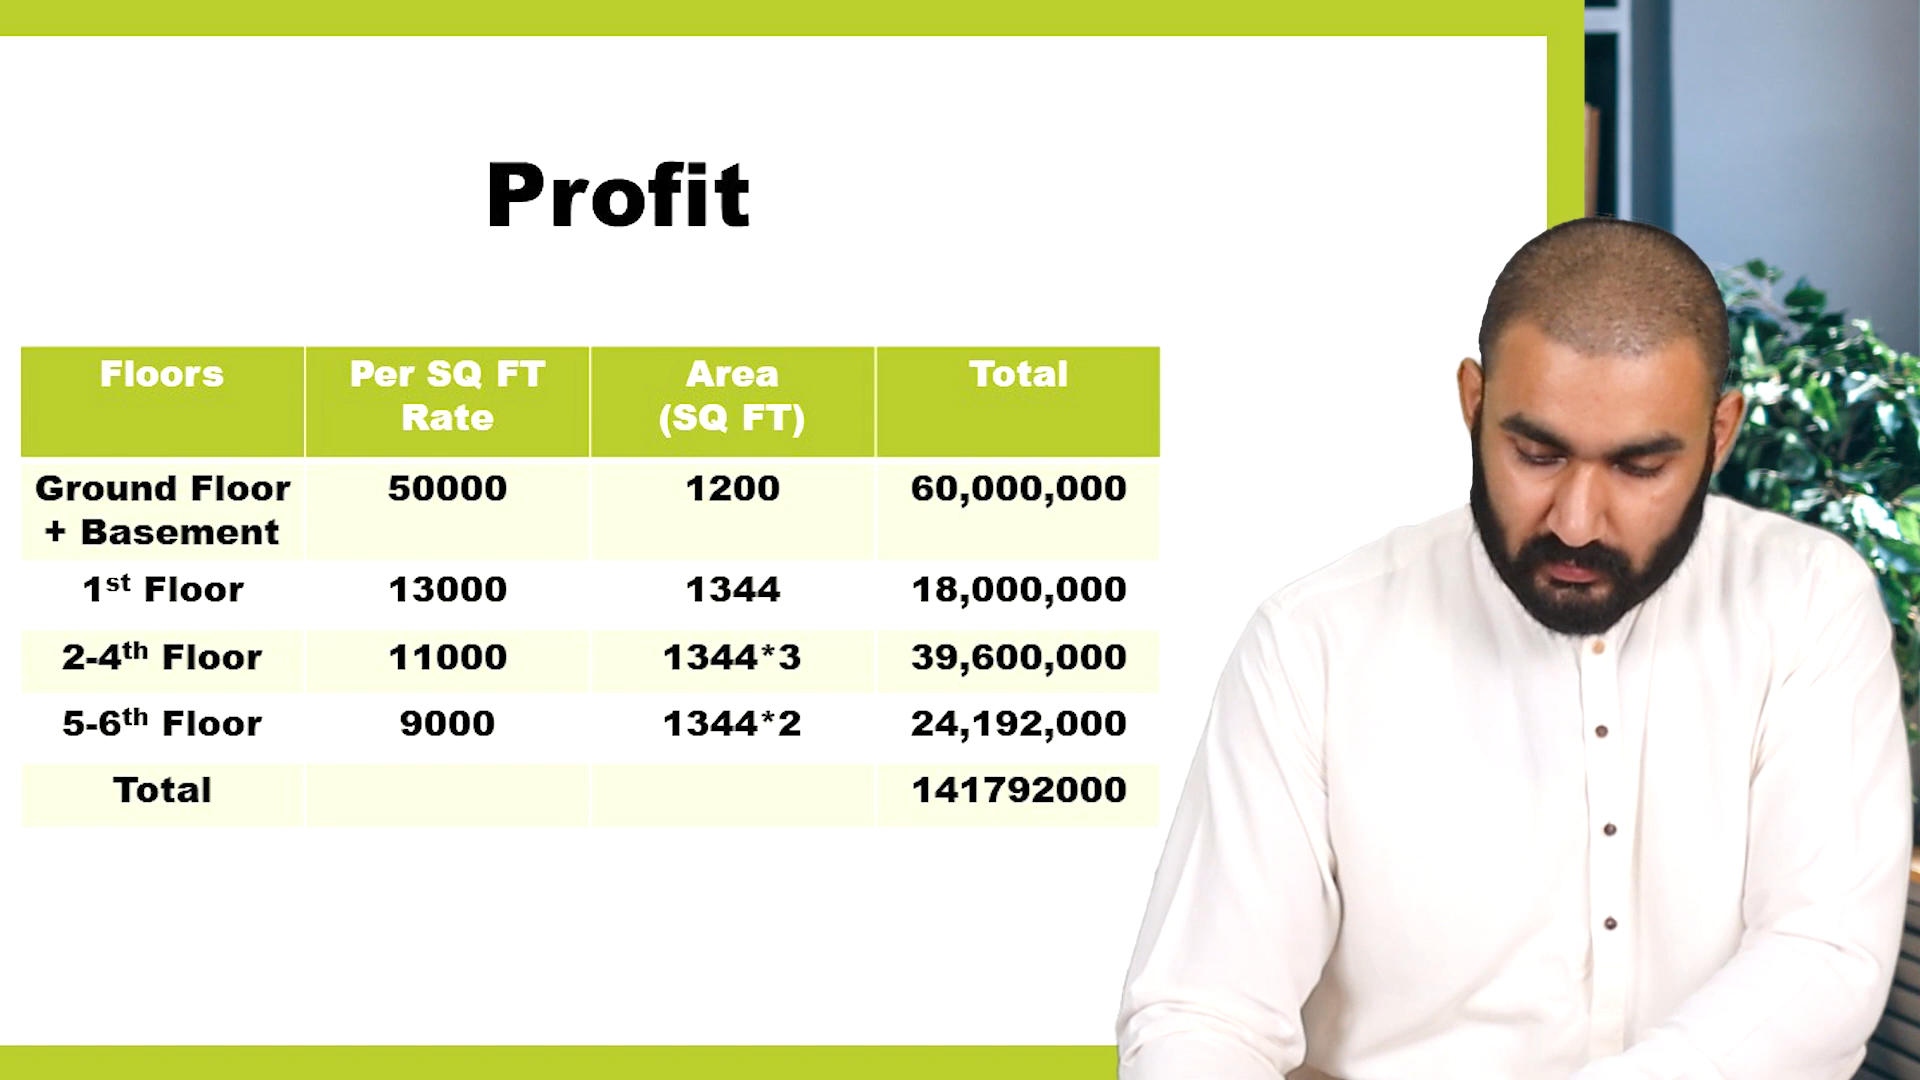 Profit
Floors Per SQ FT Rate Area (SQ FT) Total
Ground Floor + Basement 50000 1200 60,000,000
1st Floor 13000 1344 18,000,000
2-4th Floor 11000 1344*3 39,600,000
5-6th Floor 9000 1344*2 24,192,000
Total 141792000